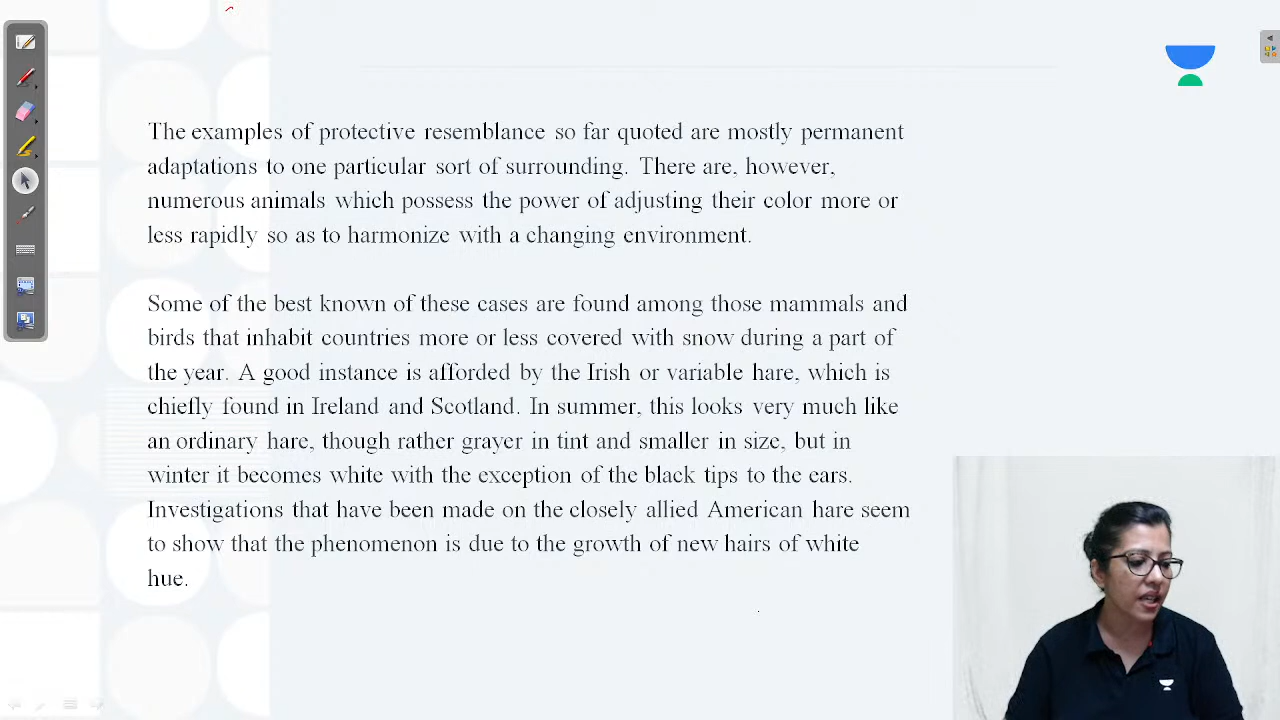 The examples of protective resemblance so far quoted are mostly permanent
adaptations to one particular sort of surrounding. There are, however,
numerous animals which possess the power of adjusting their color more or
less rapidly so as to harmonize with a changing environment.
Some of the best known of these cases are found among those mammals and
birds that inhabit countries more or less covered with snow during a part of
the year. A good instance is afforded by the Irish or variable hare, which is
chiefly found in Ireland and Scotland. In summer, this looks very much like
an ordinary hare, though rather grayer in tint and smaller in size, but in
winter it becomes white with the exception of the black tips to the ears.
Investigations that have been made on the closely allied American hare seem
to show that the phenomenon is due to the growth of new hairs of white
hue.